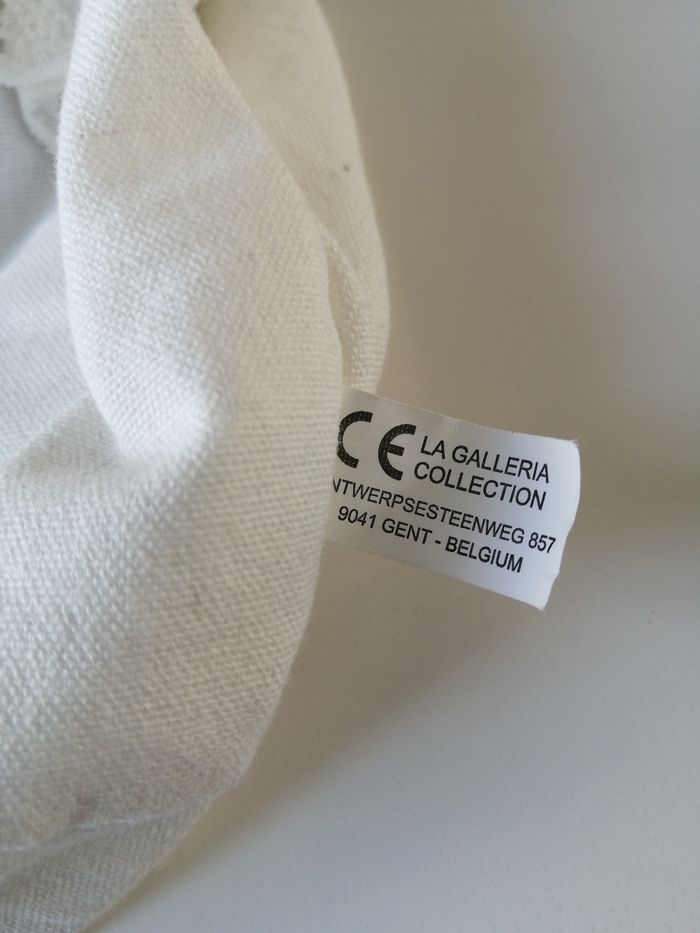 CE LA GALLERIA
COLLECTION
NTWERPSESTEENWEG 857
9041 GENT - BELGIUM